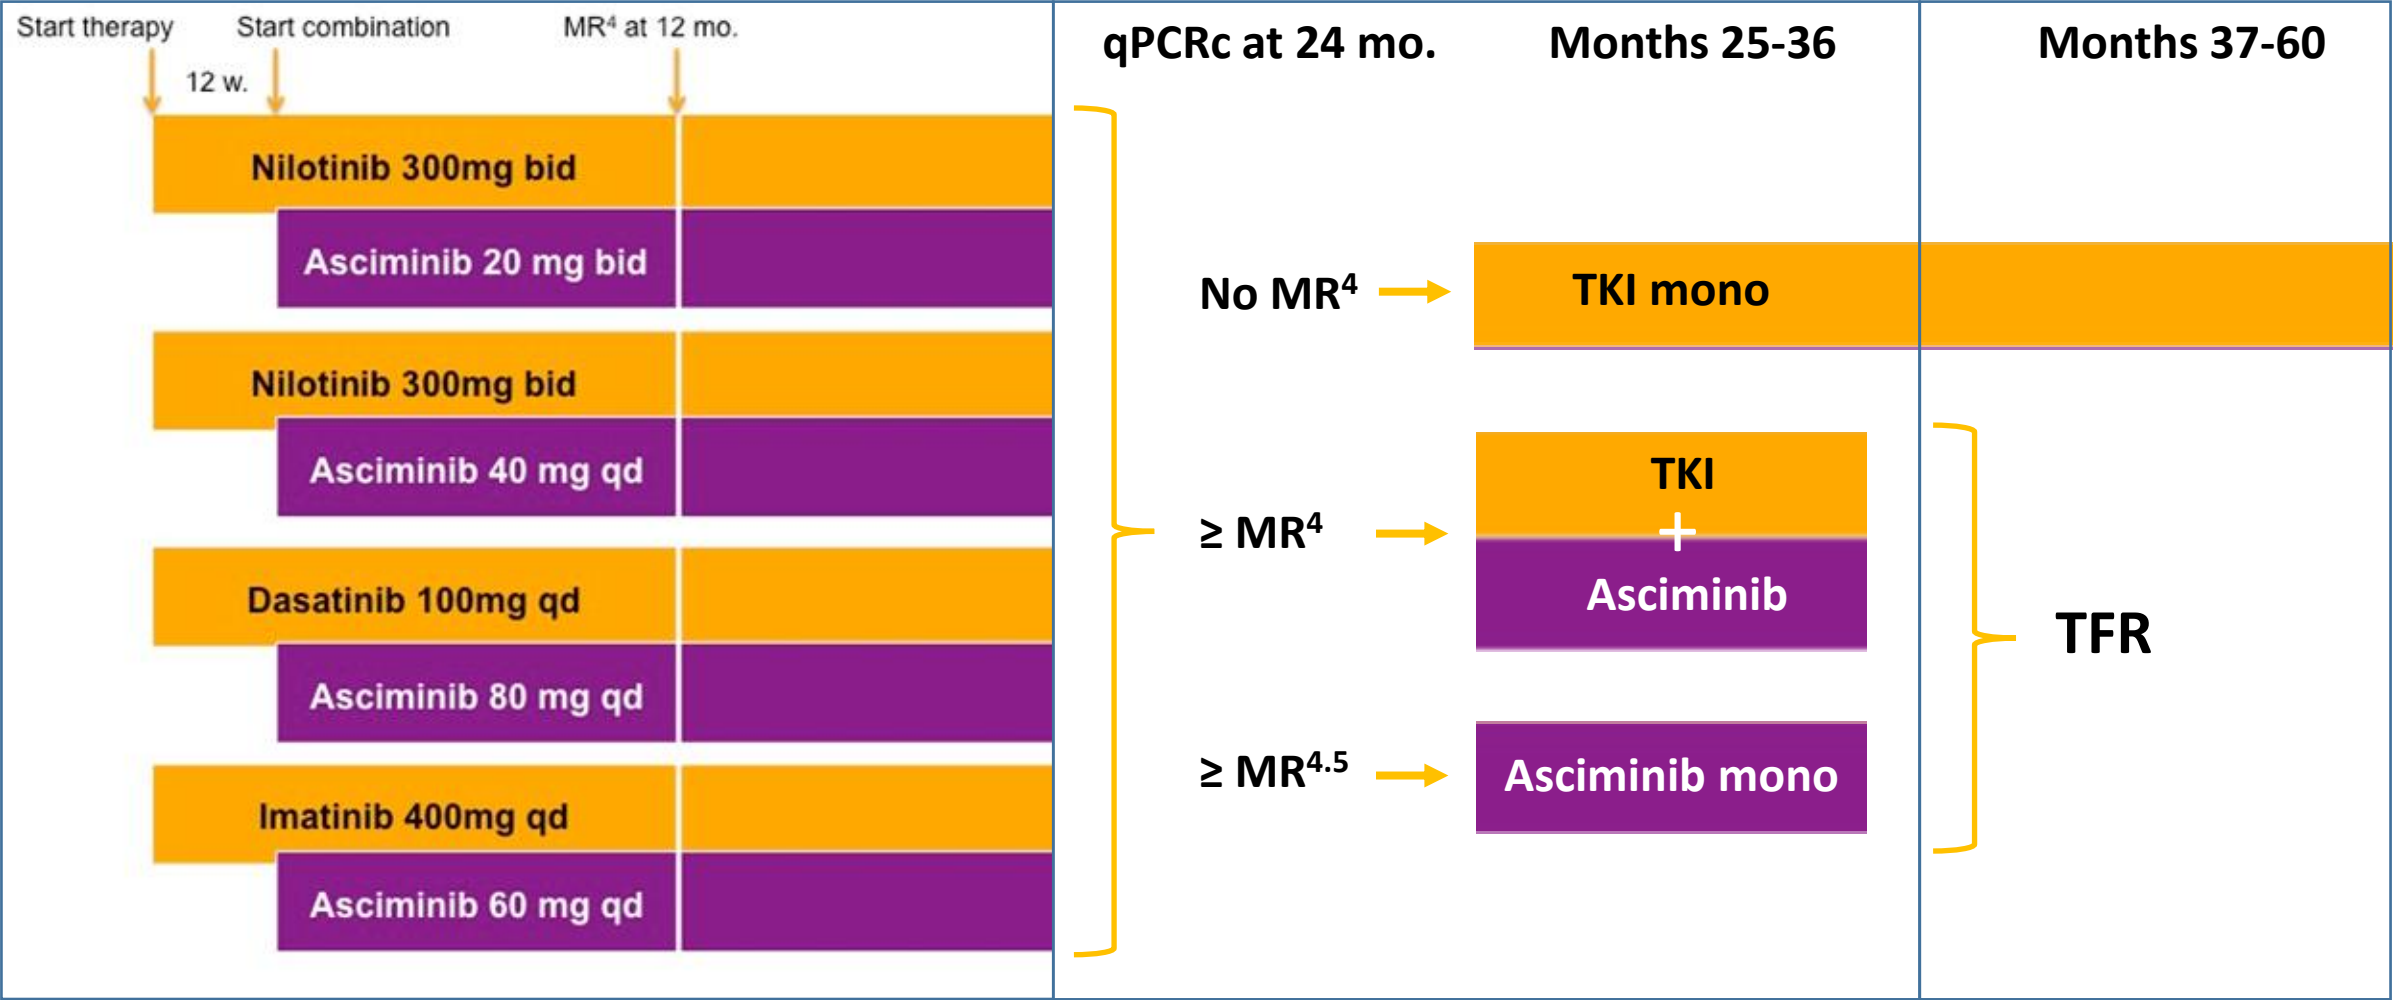 Start therapy
Start combination
MR⁴ at 12 mo.
12 w.
Nilotinib 300mg bid
Asciminib 20 mg bid
Nilotinib 300mg bid
Asciminib 40 mg qd
Dasatinib 100mg qd
Asciminib 80 mg qd
Imatinib 400mg qd
Asciminib 60 mg qd
qPCRc at 24 mo.
Months 25-36
Months 37-60
No MR⁴
TKI mono
≥ MR⁴
TKI
+
Asciminib
≥ MR⁴·⁵
Asciminib mono
TFR